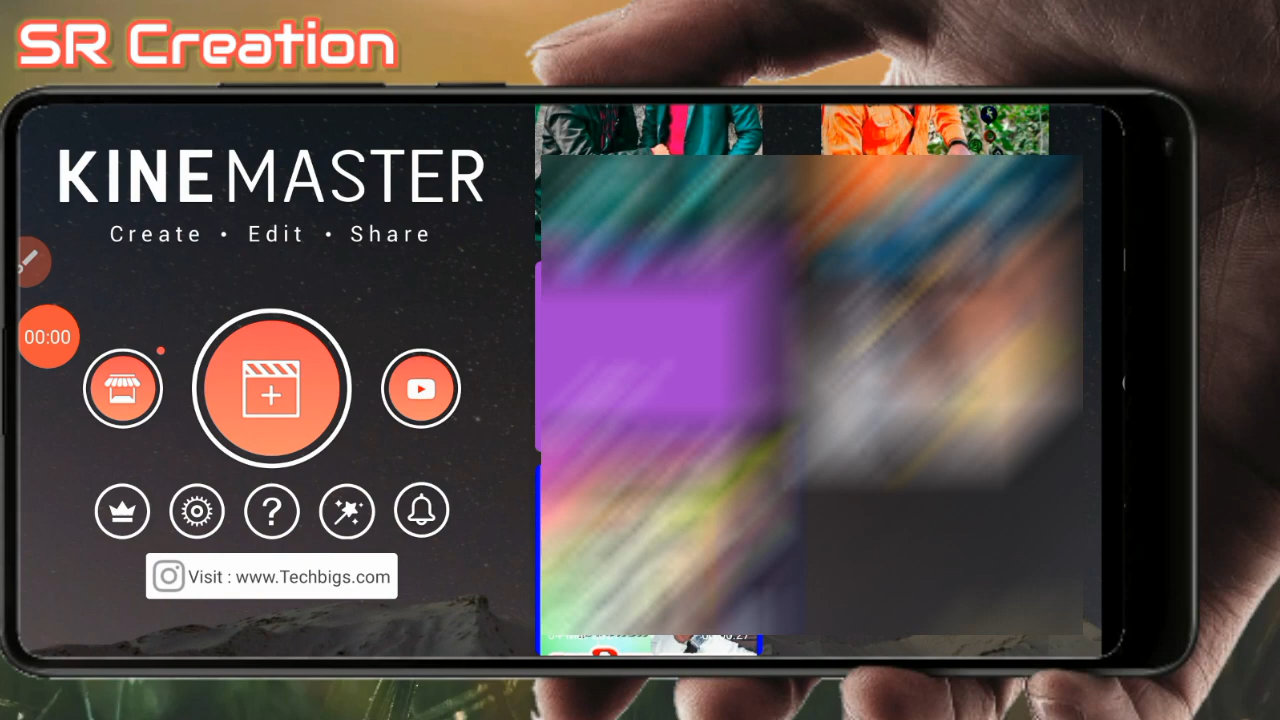 SR Creation
KINEMASTER
Create • Edit • Share
00:00
?
Visit : www.Techbigs.com